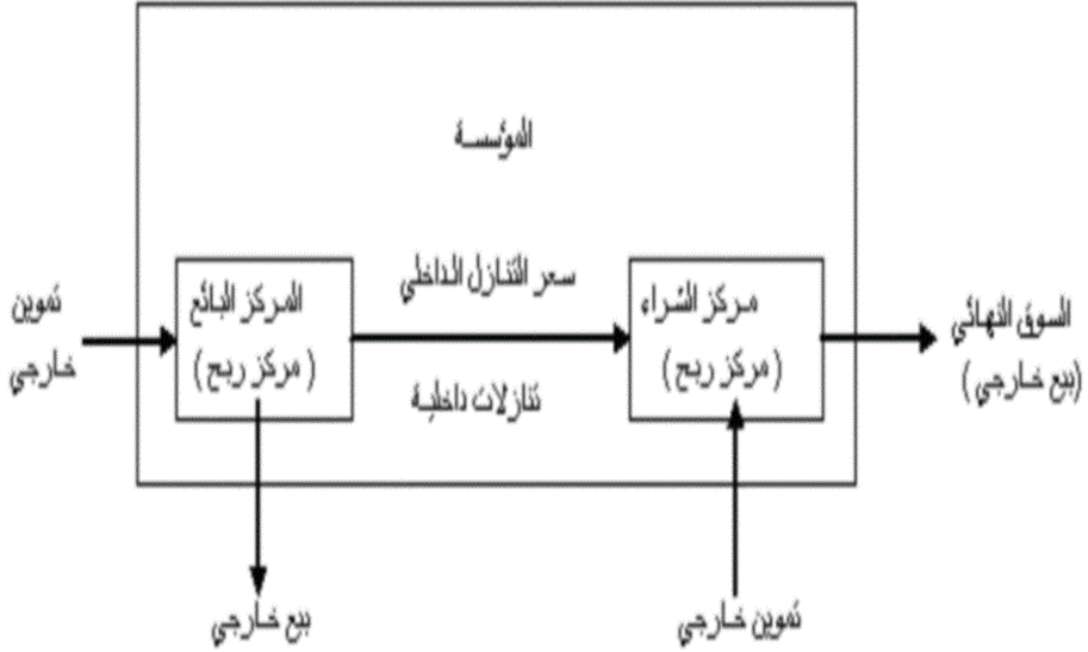 المؤسسة
سعر التنازل الداخلي
المركز البائع
(مركز ربح)
مركز الشراء
(مركز ربح)
تموين
خارجي
السوق النهائي
(بيع خارجي)
تنازلات داخلية
بيع خارجي
تموين خارجي